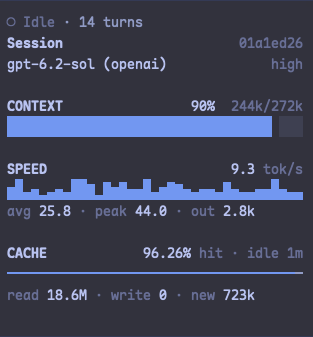 ○ Idle · 14 turns
Session 01a1ed26
gpt-6.2-sol (openai) high
CONTEXT 90% 244k/272k
SPEED 9.3 tok/s
avg 25.8 · peak 44.0 · out 2.8k
CACHE 96.26% hit · idle 1m
read 18.6M · write 0 · new 723k